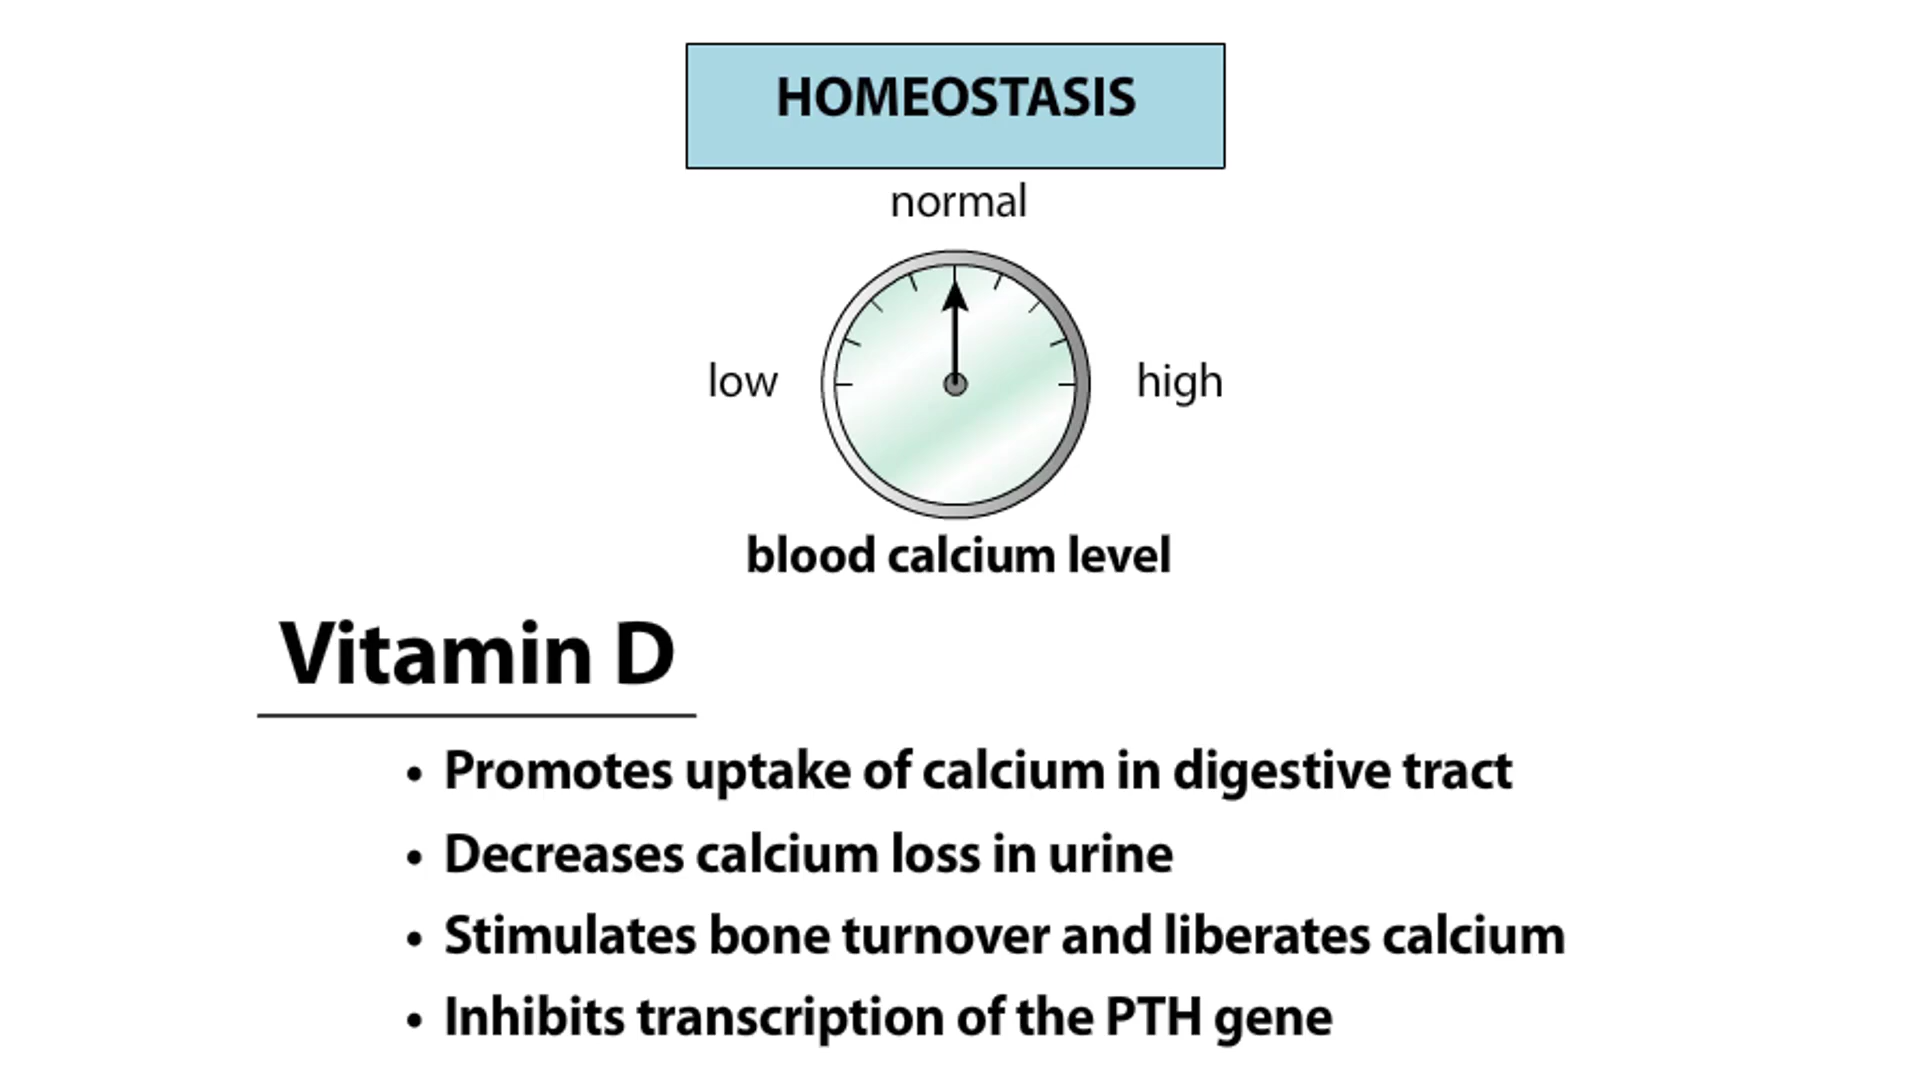 HOMEOSTASIS
normal
low
high
blood calcium level
Vitamin D
• Promotes uptake of calcium in digestive tract
• Decreases calcium loss in urine
• Stimulates bone turnover and liberates calcium
• Inhibits transcription of the PTH gene